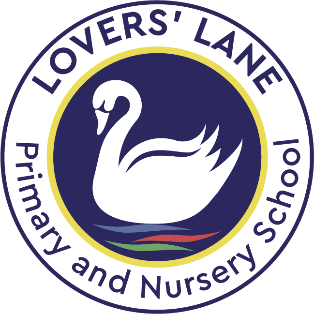 LOVERS' LANE
Primary and Nursery School